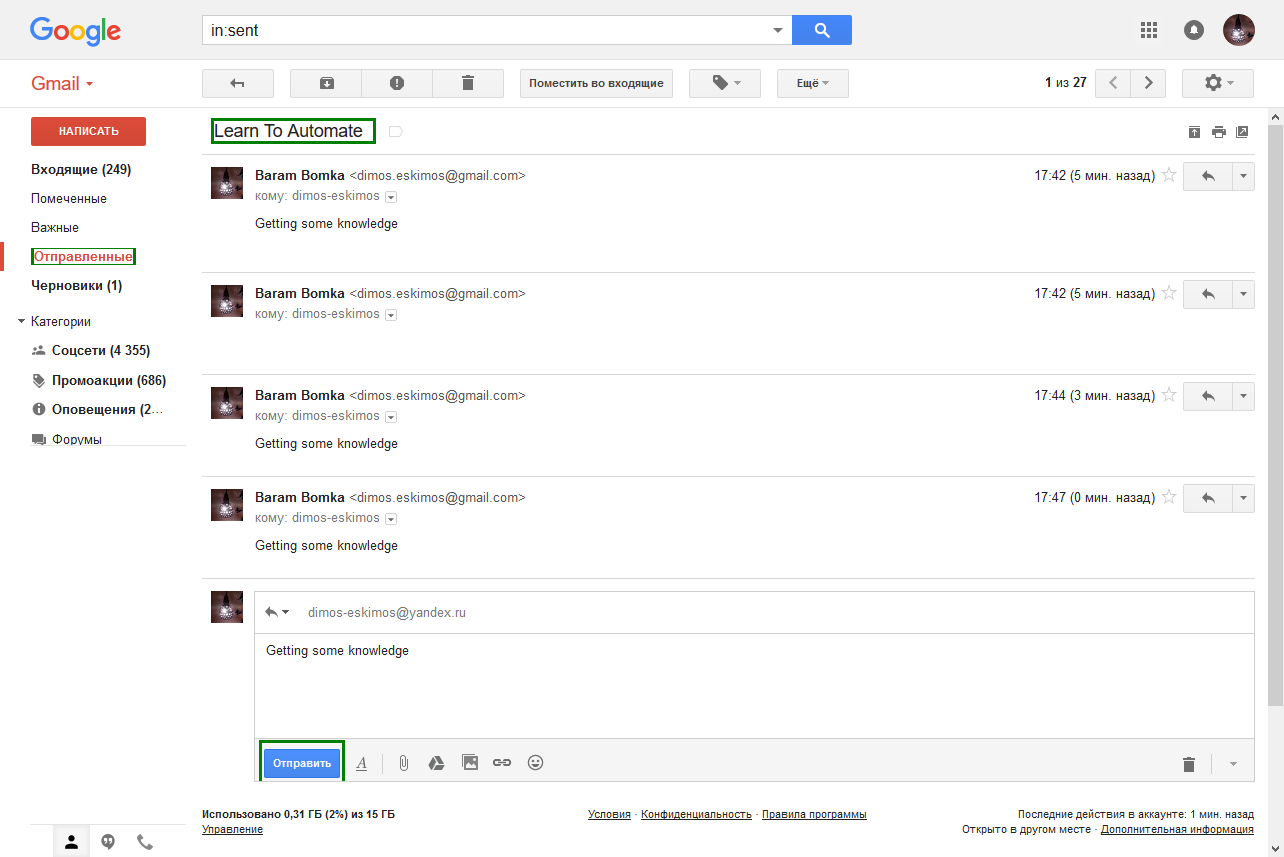 Google
in:sent
Gmail
Поместить во входящие
Ещё
1 из 27
НАПИСАТЬ
Входящие (249)
Помеченные
Важные
Отправленные
Черновики (1)
Категории
Соцсети (4 355)
Промоакции (686)
Оповещения (2...
Форумы
Learn To Automate
Baram Bomka <dimos.eskimos@gmail.com>
17:42 (5 мин. назад)
кому: dimos-eskimos
Getting some knowledge
Baram Bomka <dimos.eskimos@gmail.com>
17:42 (5 мин. назад)
кому: dimos-eskimos
Baram Bomka <dimos.eskimos@gmail.com>
17:44 (3 мин. назад)
кому: dimos-eskimos
Getting some knowledge
Baram Bomka <dimos.eskimos@gmail.com>
17:47 (0 мин. назад)
кому: dimos-eskimos
Getting some knowledge
dimos-eskimos@yandex.ru
Getting some knowledge
Отправить
A
Использовано 0,31 ГБ (2%) из 15 ГБ
Управление
Условия · Конфиденциальность · Правила программы
Последние действия в аккаунте: 1 мин. назад
Открыто в другом месте · Дополнительная информация